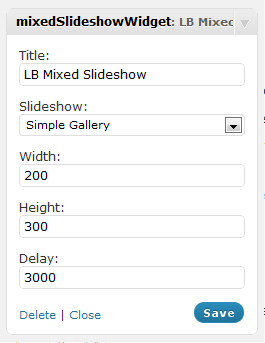 mixedSlideshowWidget: LB Mixed
Title:
LB Mixed Slideshow
Slideshow:
Simple Gallery
Width:
200
Height:
300
Delay:
3000
Delete | Close
Save